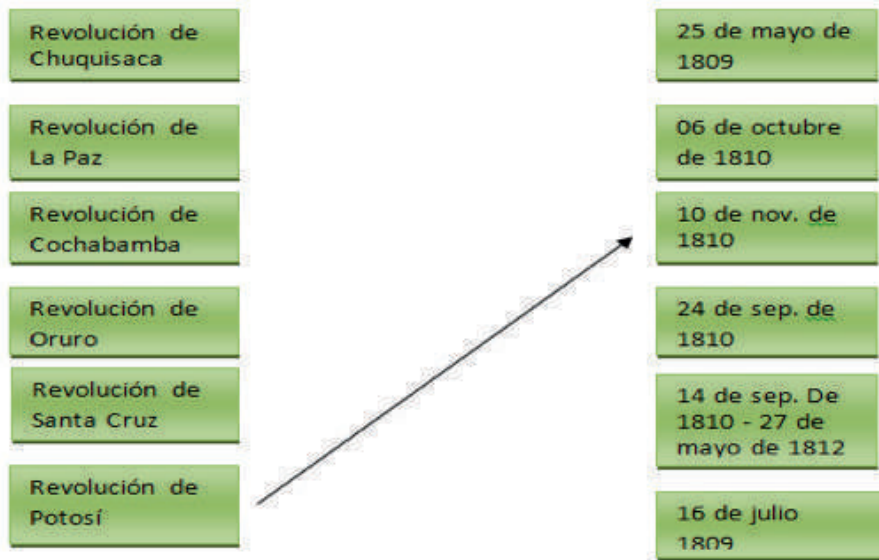 Revolución de
Chuquisaca
Revolución de
La Paz
Revolución de
Cochabamba
Revolución de
Oruro
Revolución de
Santa Cruz
Revolución de
Potosí
25 de mayo de
1809
06 de octubre
de 1810
10 de nov. de
1810
24 de sep. de
1810
14 de sep. De
1810 - 27 de
mayo de 1812
16 de julio
1809